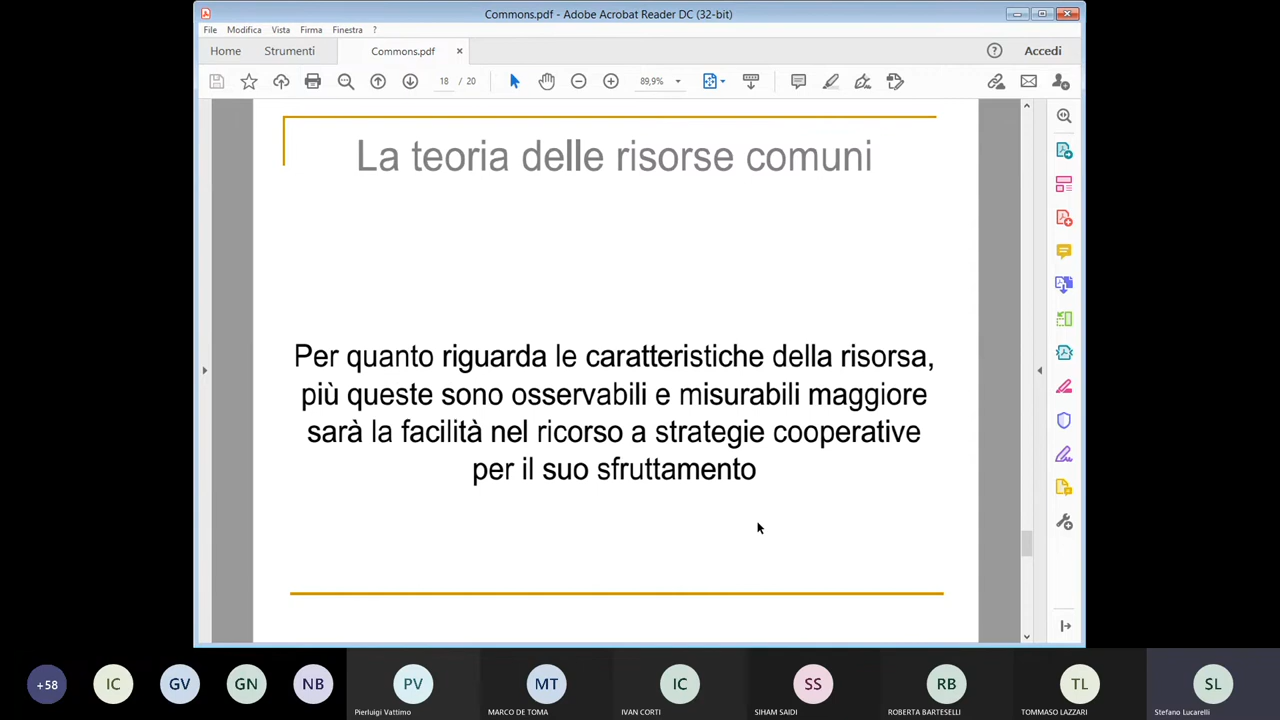 Commons.pdf - Adobe Acrobat Reader DC (32-bit)
File Modifica Vista Firma Finestra ?
Home Strumenti Commons.pdf × ? Accedi
18 / 20 89,9%
La teoria delle risorse comuni
Per quanto riguarda le caratteristiche della risorsa,
più queste sono osservabili e misurabili maggiore
sarà la facilità nel ricorso a strategie cooperative
per il suo sfruttamento
+58 IC GV GN NB PV MT IC SS RB TL SL
Pierluigi Vattimo MARCO DE TOMA IVAN CORTI SIHAM SAIDI ROBERTA BARTESELLI TOMMASO LAZZARI Stefano Lucarelli